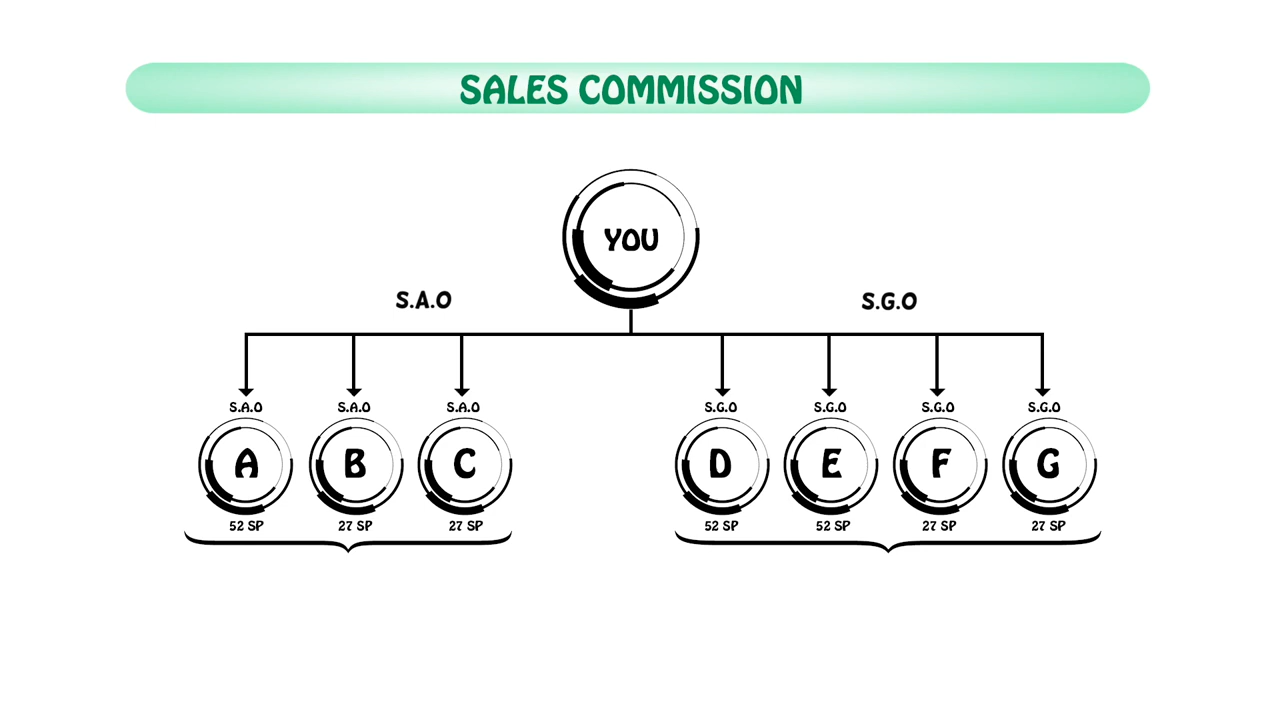 SALES COMMISSION
YOU
S.A.O S.G.O
S.A.O S.A.O S.A.O S.G.O S.G.O S.G.O S.G.O
A B C D E F G
52 SP 27 SP 27 SP 52 SP 52 SP 27 SP 27 SP